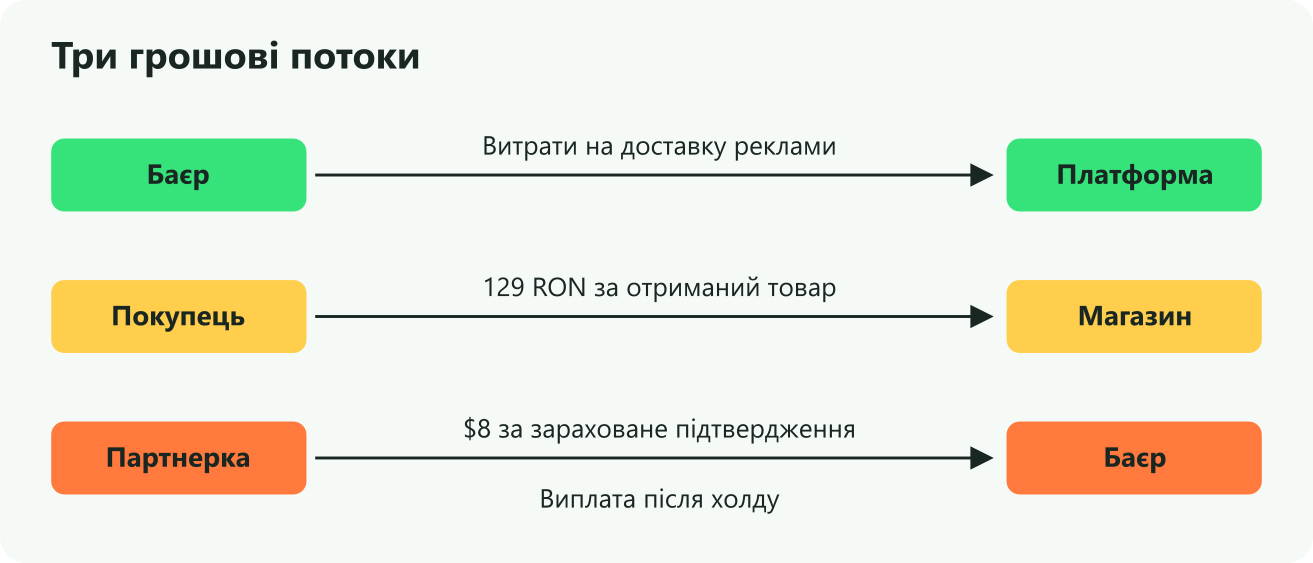 Три грошові потоки
Витрати на доставку реклами
Баєр
Платформа
129 RON за отриманий товар
Покупець
Магазин
$8 за зараховане підтвердження
Партнерка
Баєр
Виплата після холду